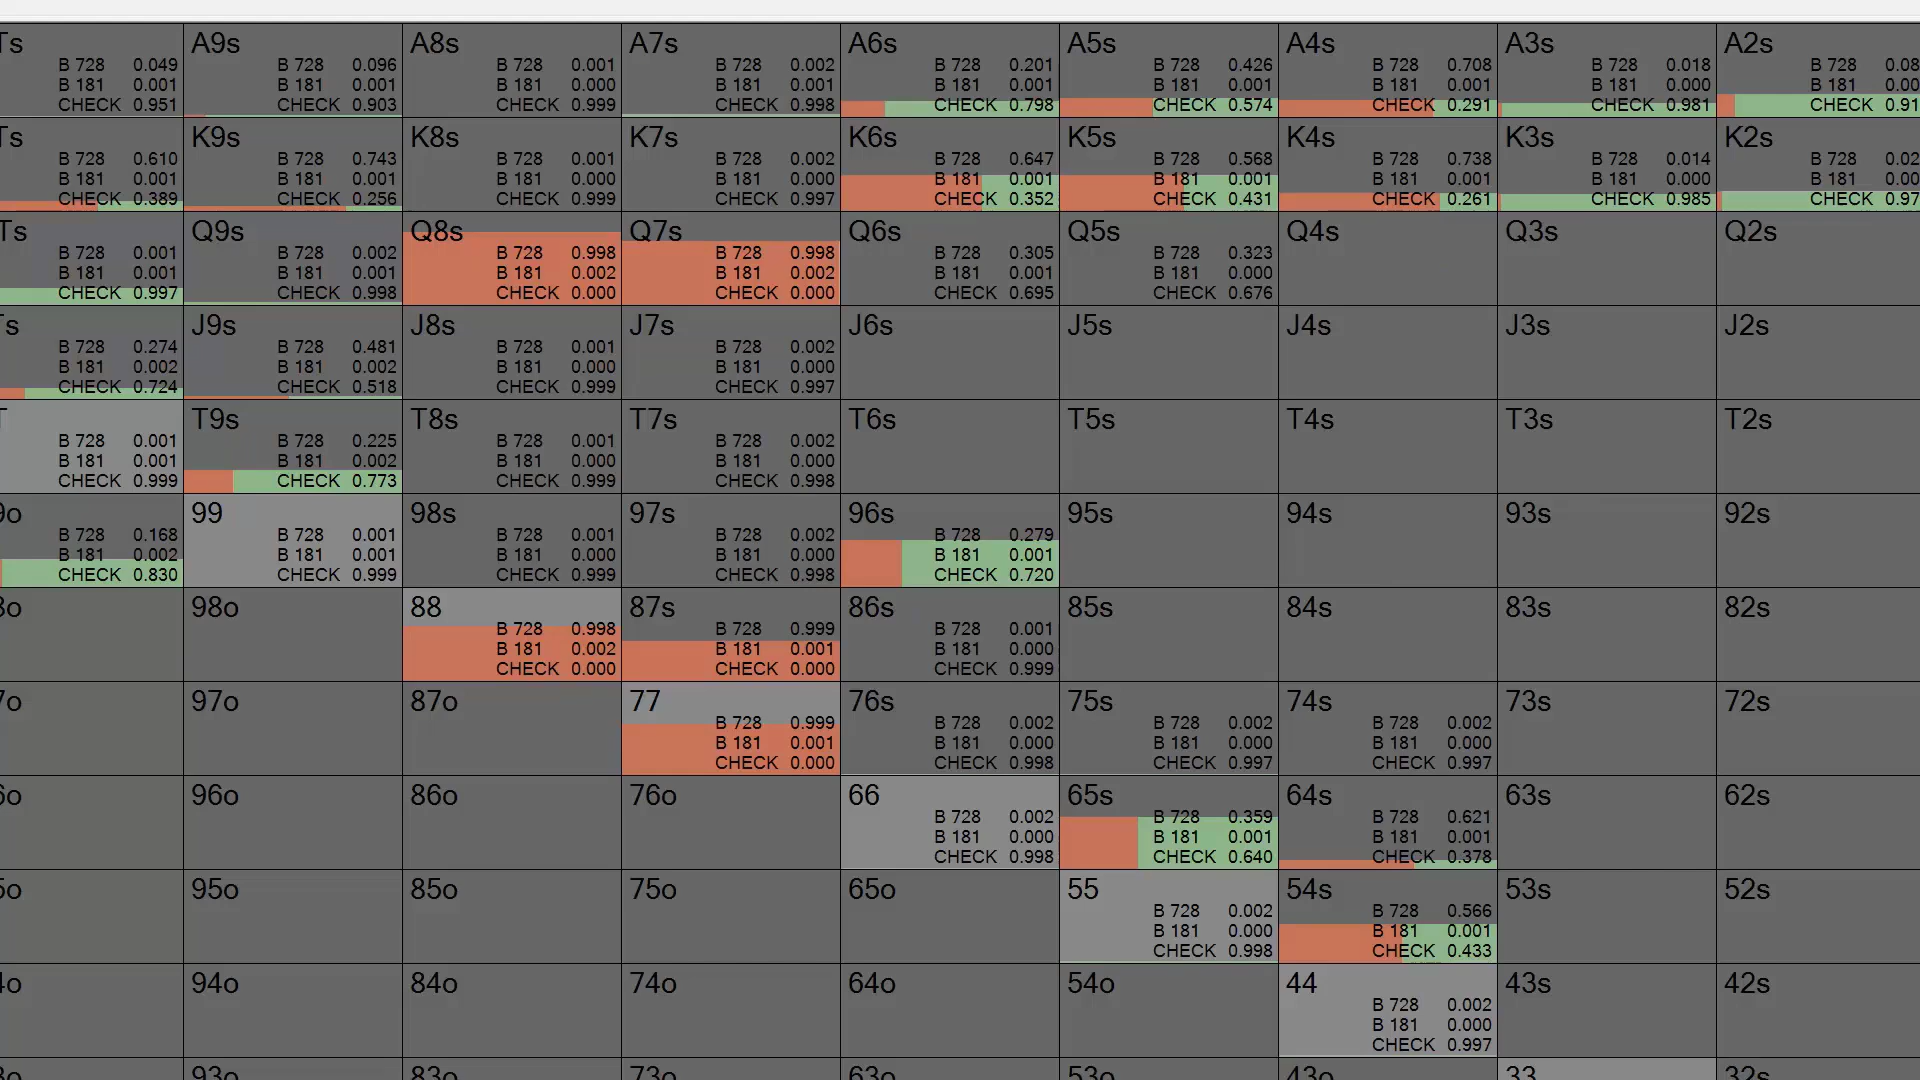 Ts A9s A8s A7s A6s A5s A4s A3s A2s
B 728 0.049 B 728 0.096 B 728 0.001 B 728 0.002 B 728 0.201 B 728 0.426 B 728 0.708 B 728 0.018 B 728 0.08
B 181 0.001 B 181 0.001 B 181 0.000 B 181 0.001 B 181 0.001 B 181 0.001 B 181 0.001 B 181 0.000 B 181 0.00
CHECK 0.951 CHECK 0.903 CHECK 0.999 CHECK 0.998 CHECK 0.798 CHECK 0.574 CHECK 0.291 CHECK 0.981 CHECK 0.91
Ts K9s K8s K7s K6s K5s K4s K3s K2s
B 728 0.610 B 728 0.743 B 728 0.001 B 728 0.002 B 728 0.647 B 728 0.568 B 728 0.738 B 728 0.014 B 728 0.02
B 181 0.001 B 181 0.001 B 181 0.000 B 181 0.000 B 181 0.001 B 181 0.001 B 181 0.001 B 181 0.000 B 181 0.00
CHECK 0.389 CHECK 0.256 CHECK 0.999 CHECK 0.997 CHECK 0.352 CHECK 0.431 CHECK 0.261 CHECK 0.985 CHECK 0.97
Ts Q9s Q8s Q7s Q6s Q5s Q4s Q3s Q2s
B 728 0.001 B 728 0.002 B 728 0.998 B 728 0.998 B 728 0.305 B 728 0.323
B 181 0.001 B 181 0.001 B 181 0.002 B 181 0.002 B 181 0.001 B 181 0.000
CHECK 0.997 CHECK 0.998 CHECK 0.000 CHECK 0.000 CHECK 0.695 CHECK 0.676
Ts J9s J8s J7s J6s J5s J4s J3s J2s
B 728 0.274 B 728 0.481 B 728 0.001 B 728 0.002
B 181 0.002 B 181 0.002 B 181 0.000 B 181 0.000
CHECK 0.724 CHECK 0.518 CHECK 0.999 CHECK 0.997
T T9s T8s T7s T6s T5s T4s T3s T2s
B 728 0.001 B 728 0.225 B 728 0.001 B 728 0.002
B 181 0.001 B 181 0.002 B 181 0.000 B 181 0.000
CHECK 0.999 CHECK 0.773 CHECK 0.999 CHECK 0.998
9o 99 98s 97s 96s 95s 94s 93s 92s
B 728 0.168 B 728 0.001 B 728 0.001 B 728 0.002 B 728 0.279
B 181 0.002 B 181 0.001 B 181 0.000 B 181 0.000 B 181 0.001
CHECK 0.830 CHECK 0.999 CHECK 0.999 CHECK 0.998 CHECK 0.720
8o 98o 88 87s 86s 85s 84s 83s 82s
B 728 0.998 B 728 0.999 B 728 0.001
B 181 0.002 B 181 0.001 B 181 0.000
CHECK 0.000 CHECK 0.000 CHECK 0.999
7o 97o 87o 77 76s 75s 74s 73s 72s
B 728 0.999 B 728 0.002 B 728 0.002 B 728 0.002
B 181 0.001 B 181 0.000 B 181 0.000 B 181 0.000
CHECK 0.000 CHECK 0.998 CHECK 0.997 CHECK 0.997
6o 96o 86o 76o 66 65s 64s 63s 62s
B 728 0.002 B 728 0.359 B 728 0.621
B 181 0.000 B 181 0.001 B 181 0.001
CHECK 0.998 CHECK 0.640 CHECK 0.378
5o 95o 85o 75o 65o 55 54s 53s 52s
B 728 0.002 B 728 0.566
B 181 0.000 B 181 0.001
CHECK 0.998 CHECK 0.433
4o 94o 84o 74o 64o 54o 44 43s 42s
B 728 0.002
B 181 0.000
CHECK 0.997
3o 93o 83o 73o 63o 53o 43o 33 32s